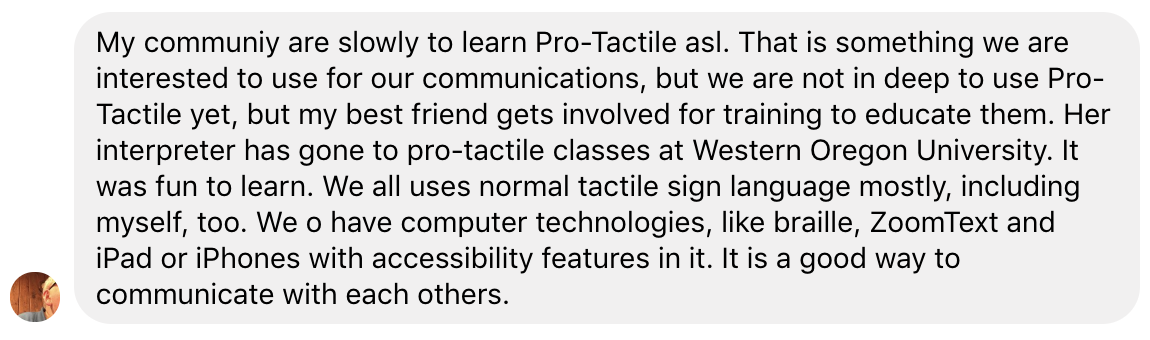 My communiy are slowly to learn Pro-Tactile asl. That is something we are
interested to use for our communications, but we are not in deep to use Pro-
Tactile yet, but my best friend gets involved for training to educate them. Her
interpreter has gone to pro-tactile classes at Western Oregon University. It
was fun to learn. We all uses normal tactile sign language mostly, including
myself, too. We o have computer technologies, like braille, ZoomText and
iPad or iPhones with accessibility features in it. It is a good way to
communicate with each others.